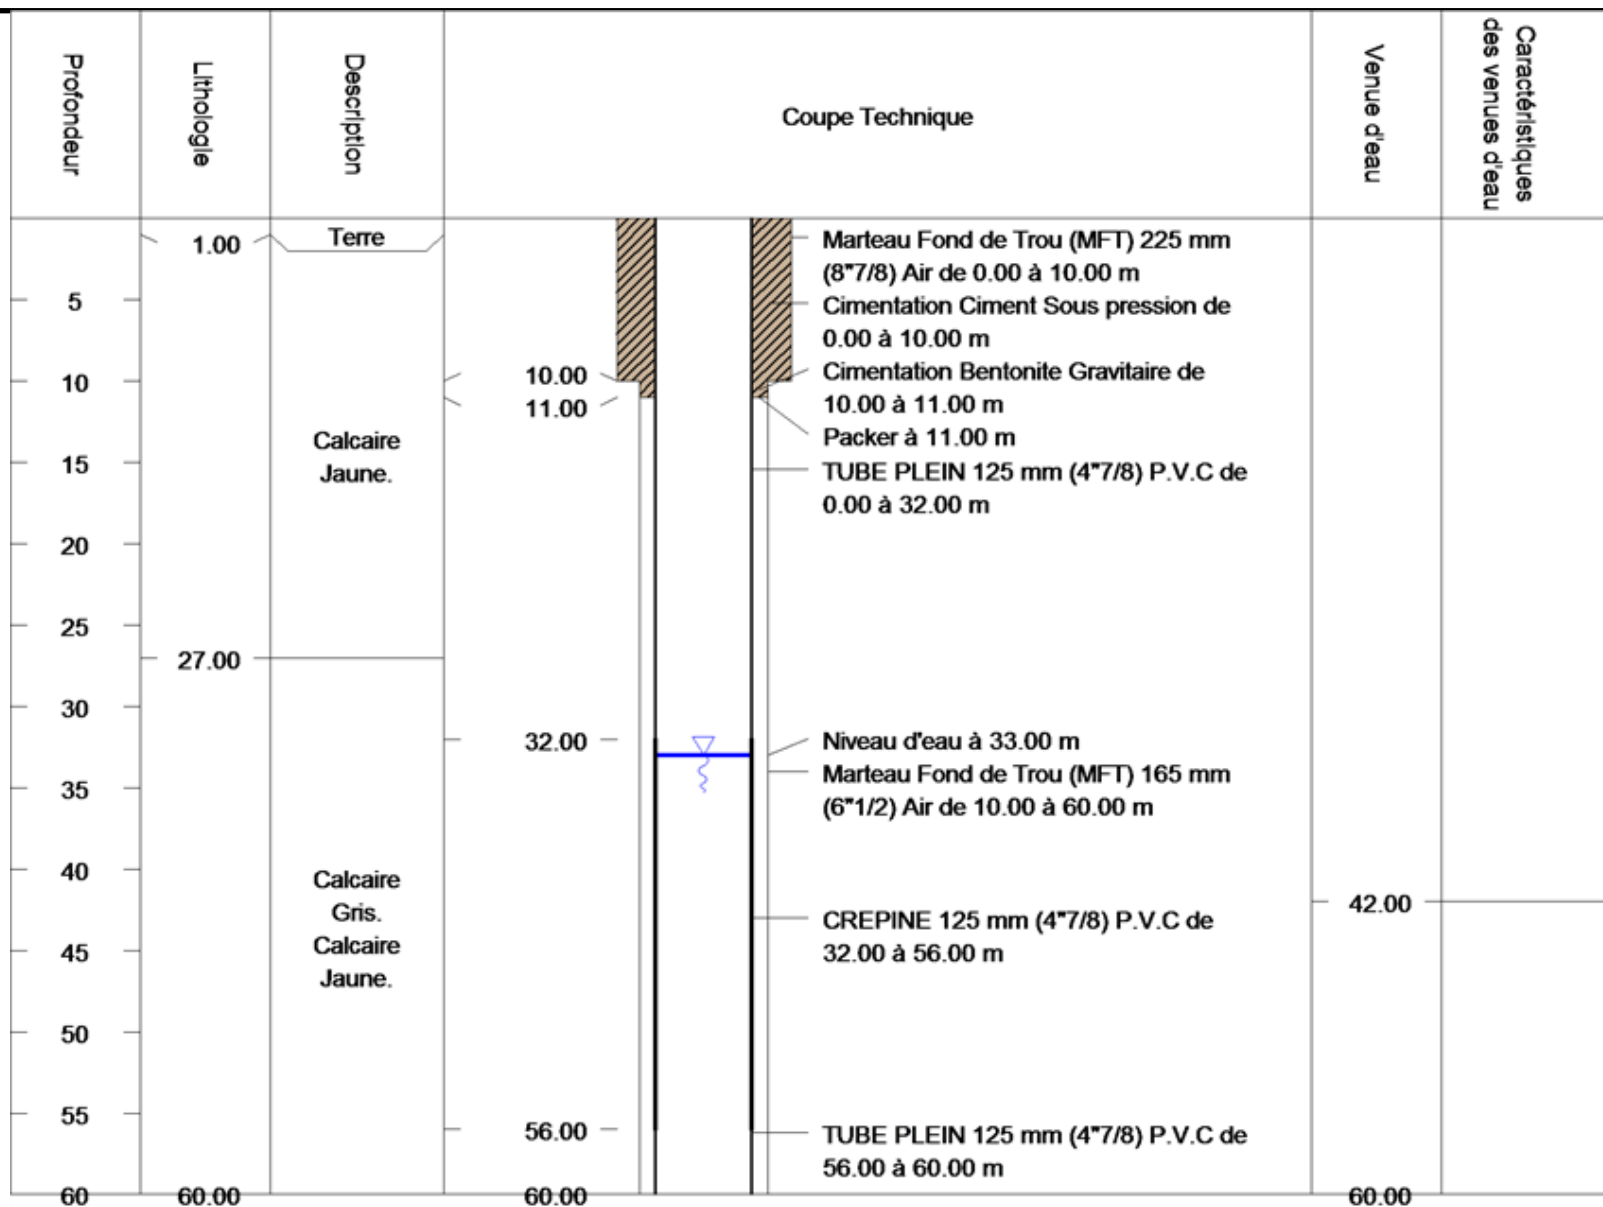 Profondeur
Lithologie
Description
Coupe Technique
Venue d'eau
Caractéristiques
des venues d'eau
Terre
1.00
Marteau Fond de Trou (MFT) 225 mm
(8"7/8) Air de 0.00 à 10.00 m
5
Cimentation Ciment Sous pression de
0.00 à 10.00 m
10
10.00
Cimentation Bentonite Gravitaire de
10.00 à 11.00 m
11.00
Packer à 11.00 m
Calcaire
Jaune.
15
TUBE PLEIN 125 mm (4"7/8) P.V.C de
0.00 à 32.00 m
20
25
27.00
30
32.00
Niveau d'eau à 33.00 m
35
Marteau Fond de Trou (MFT) 165 mm
(6"1/2) Air de 10.00 à 60.00 m
40
Calcaire
Gris.
Calcaire
Jaune.
42.00
CREPINE 125 mm (4"7/8) P.V.C de
32.00 à 56.00 m
45
50
55
56.00
TUBE PLEIN 125 mm (4"7/8) P.V.C de
56.00 à 60.00 m
60
60.00
60.00
60.00